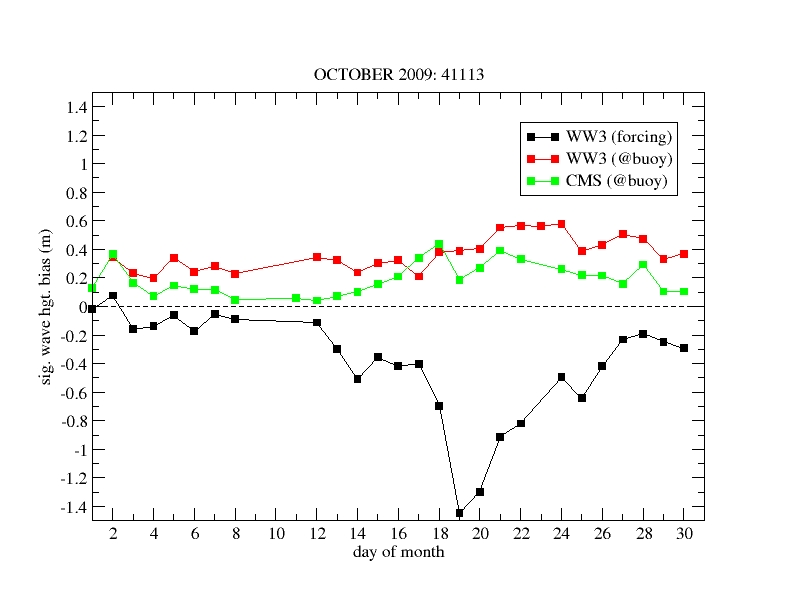 OCTOBER 2009: 41113
WW3 (forcing)
WW3 (@buoy)
CMS (@buoy)
sig. wave hgt. bias (m)
1.4
1.2
1
0.8
0.6
0.4
0.2
0
-0.2
-0.4
-0.6
-0.8
-1
-1.2
-1.4
2 4 6 8 10 12 14 16 18 20 22 24 26 28 30
day of month